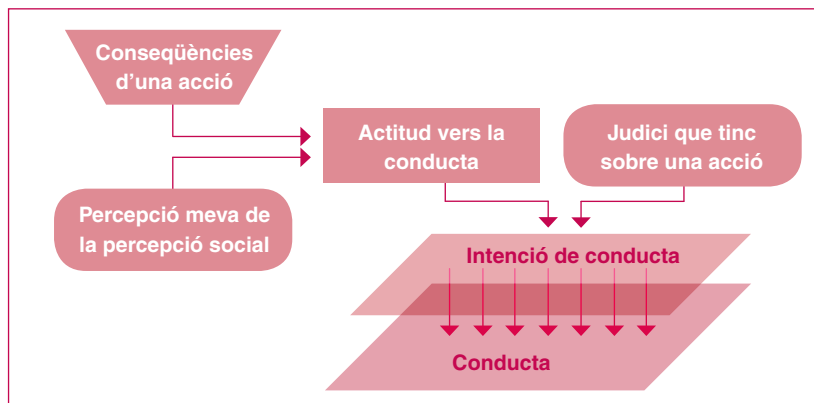 Conseqüències
d’una acció
Actitud vers la
conducta
Judici que tinc
sobre una acció
Percepció meva de
la percepció social
Intenció de conducta
Conducta